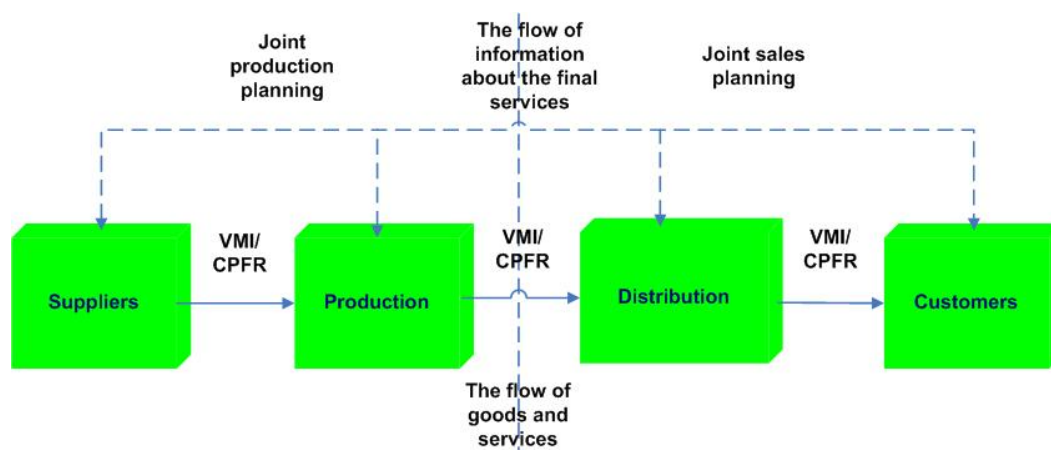 Joint
production
planning
The flow of
information
about the final
services
Joint sales
planning
VMI/
CPFR
VMI/
CPFR
VMI/
CPFR
Suppliers
Production
Distribution
Customers
The flow of
goods and
services